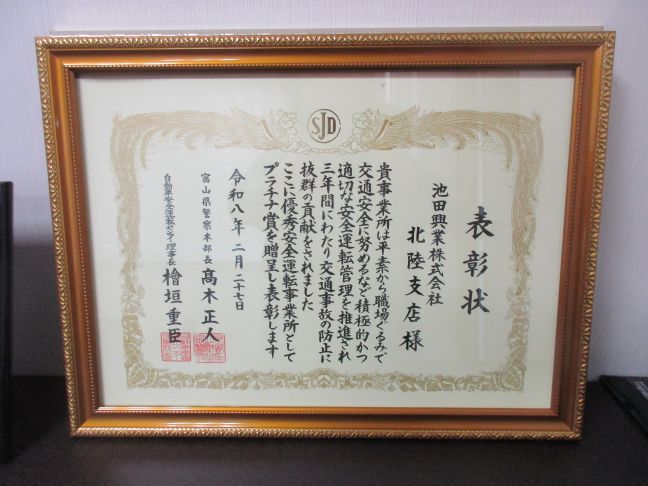 SJD
表彰状
池田興業株式会社
北陸支店様
貴事業所は平素から職場ぐるみで
交通安全に努めるなど積極的かつ
適切な安全運転管理を推進され
三年間にわたり交通事故の防止に
抜群の貢献をされました
ここに優秀安全運転事業所として
プラチナ賞を贈呈し表彰します
令和八年二月二十七日
富山県警察本部長 高木正人
自動車安全運転センター理事長 檜垣重臣